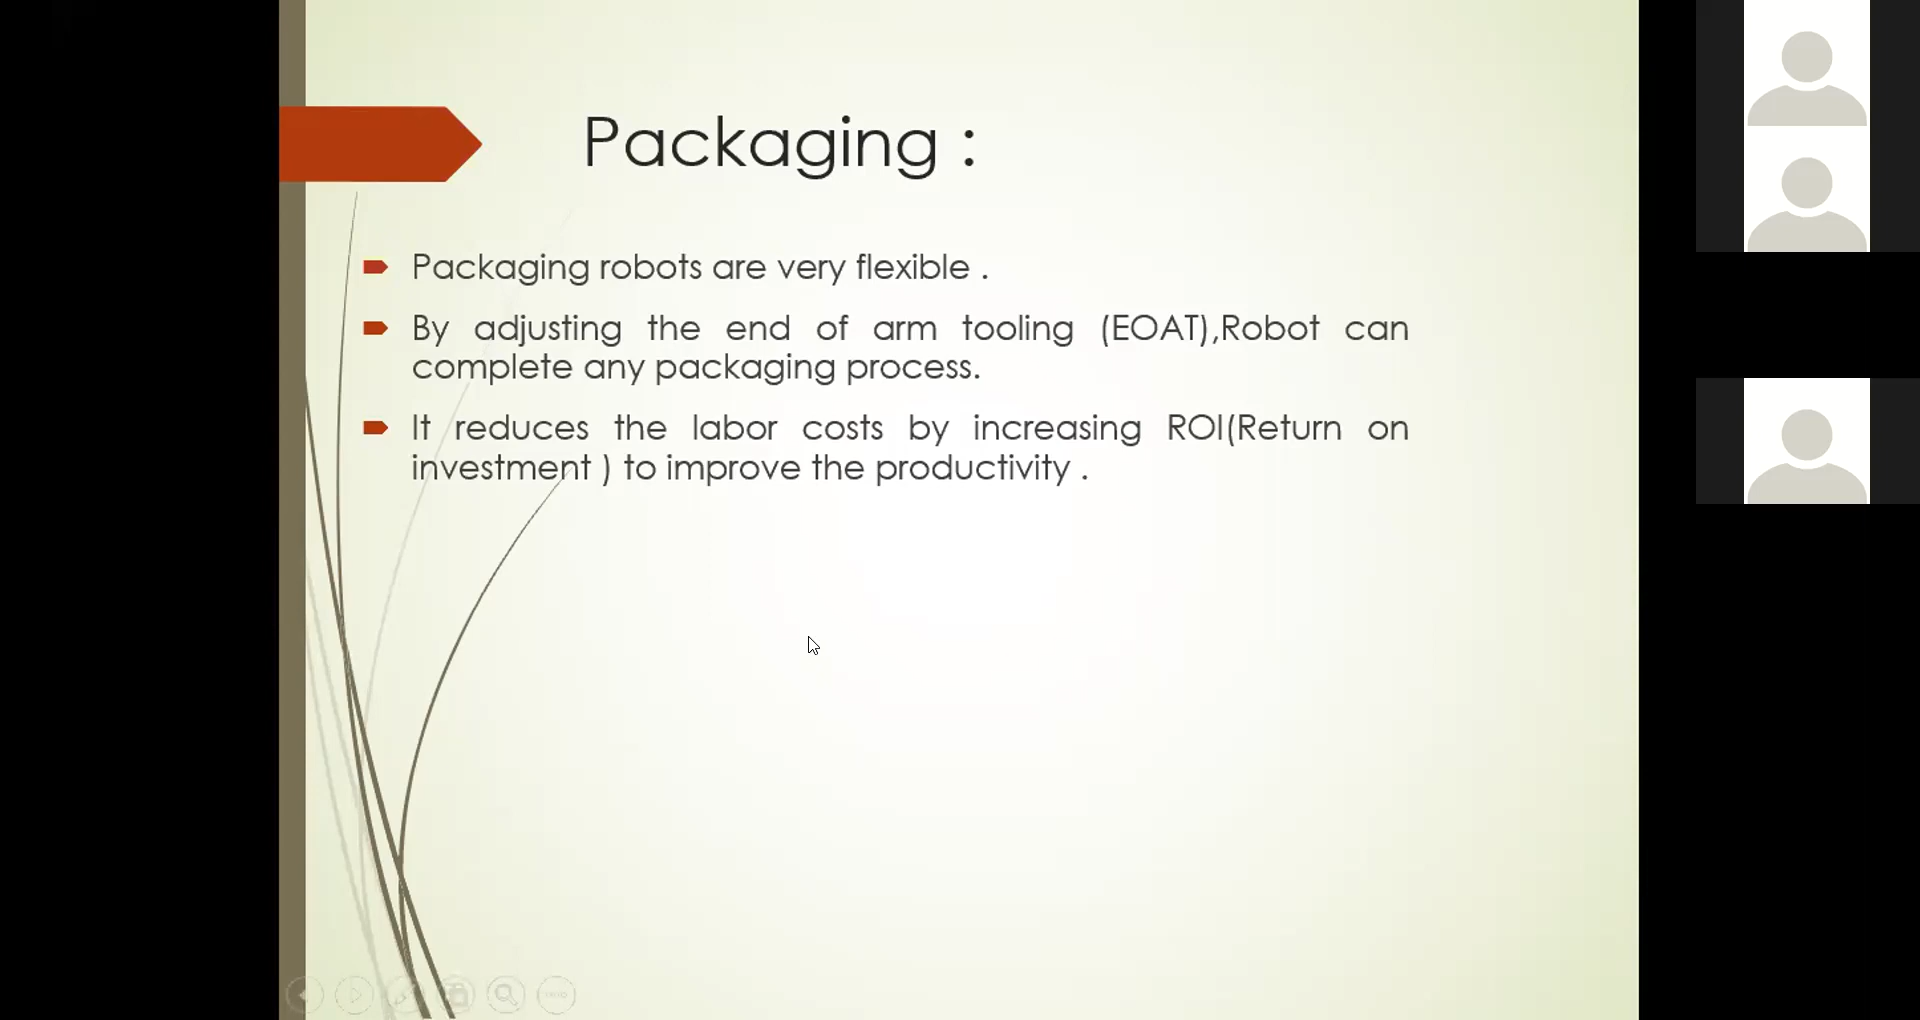 Packaging :
Packaging robots are very flexible .
By adjusting the end of arm tooling (EOAT),Robot can
complete any packaging process.
It reduces the labor costs by increasing ROI(Return on
investment ) to improve the productivity .